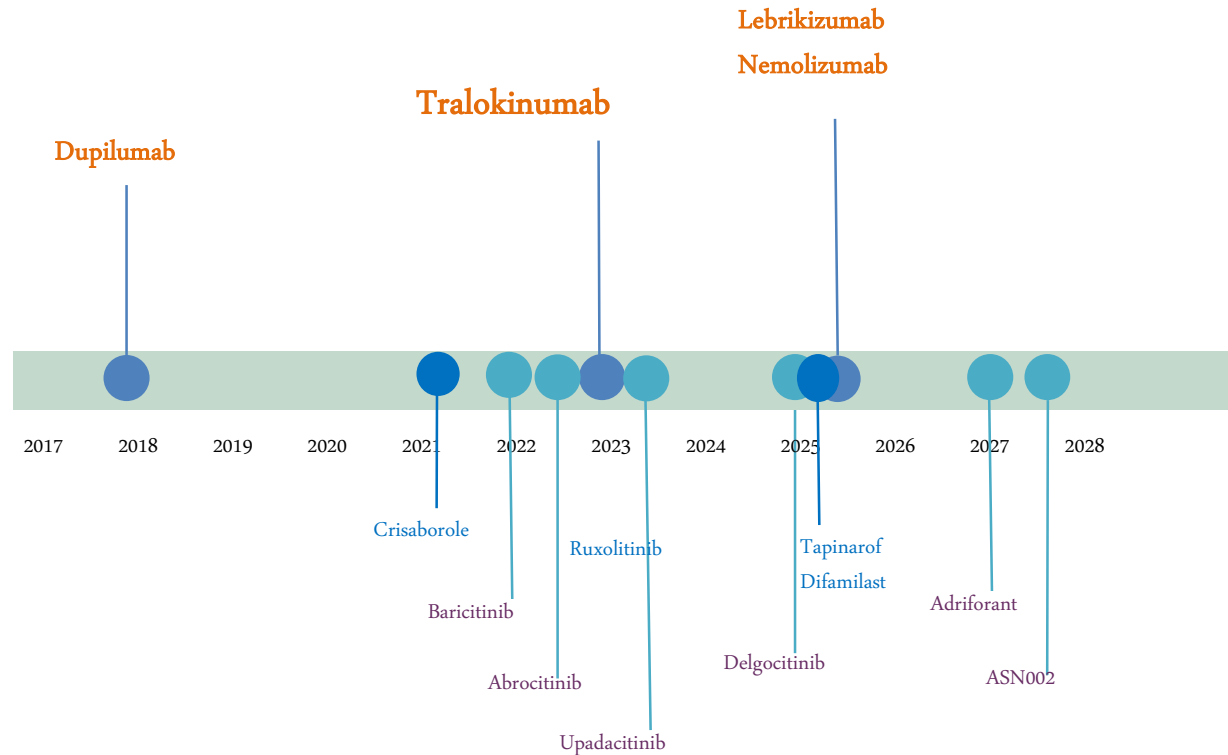 Lebrikizumab
Nemolizumab
Tralokinumab
Dupilumab
2017 2018 2019 2020 2021 2022 2023 2024 2025 2026 2027 2028
Crisaborole
Ruxolitinib
Tapinarof
Difamilast
Baricitinib
Adriforant
Abrocitinib
Delgocitinib
ASN002
Upadacitinib